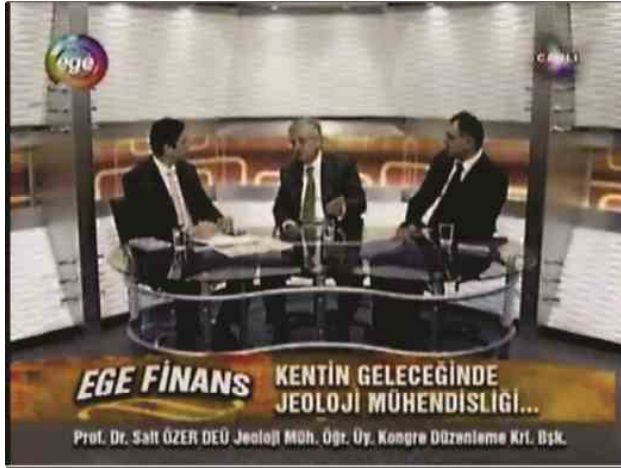 ege
CANLI
EGE FİNANS
KENTİN GELECEĞİNDE
JEOLOJİ MÜHENDİSLİĞİ...
Prof. Dr. Sait ÖZER DEÜ Jeoloji Müh. Öğr. Üy. Kongre Düzenleme Krl. Bşk.